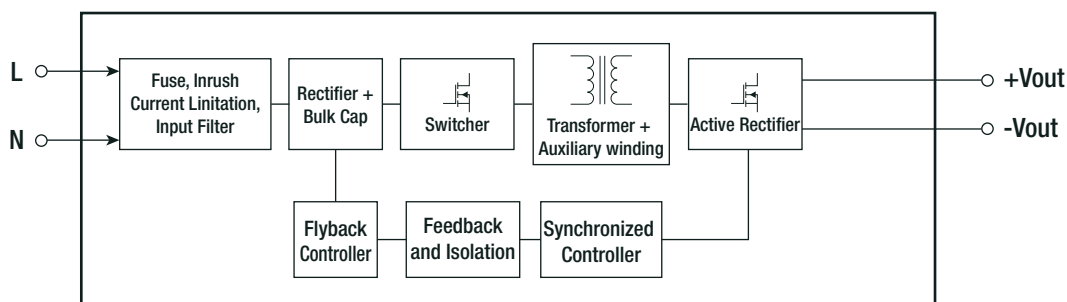 L
N
Fuse, Inrush
Current Linitation,
Input Filter
Rectifier +
Bulk Cap
Switcher
Transformer +
Auxiliary winding
Active Rectifier
+Vout
-Vout
Flyback
Controller
Feedback
and Isolation
Synchronized
Controller